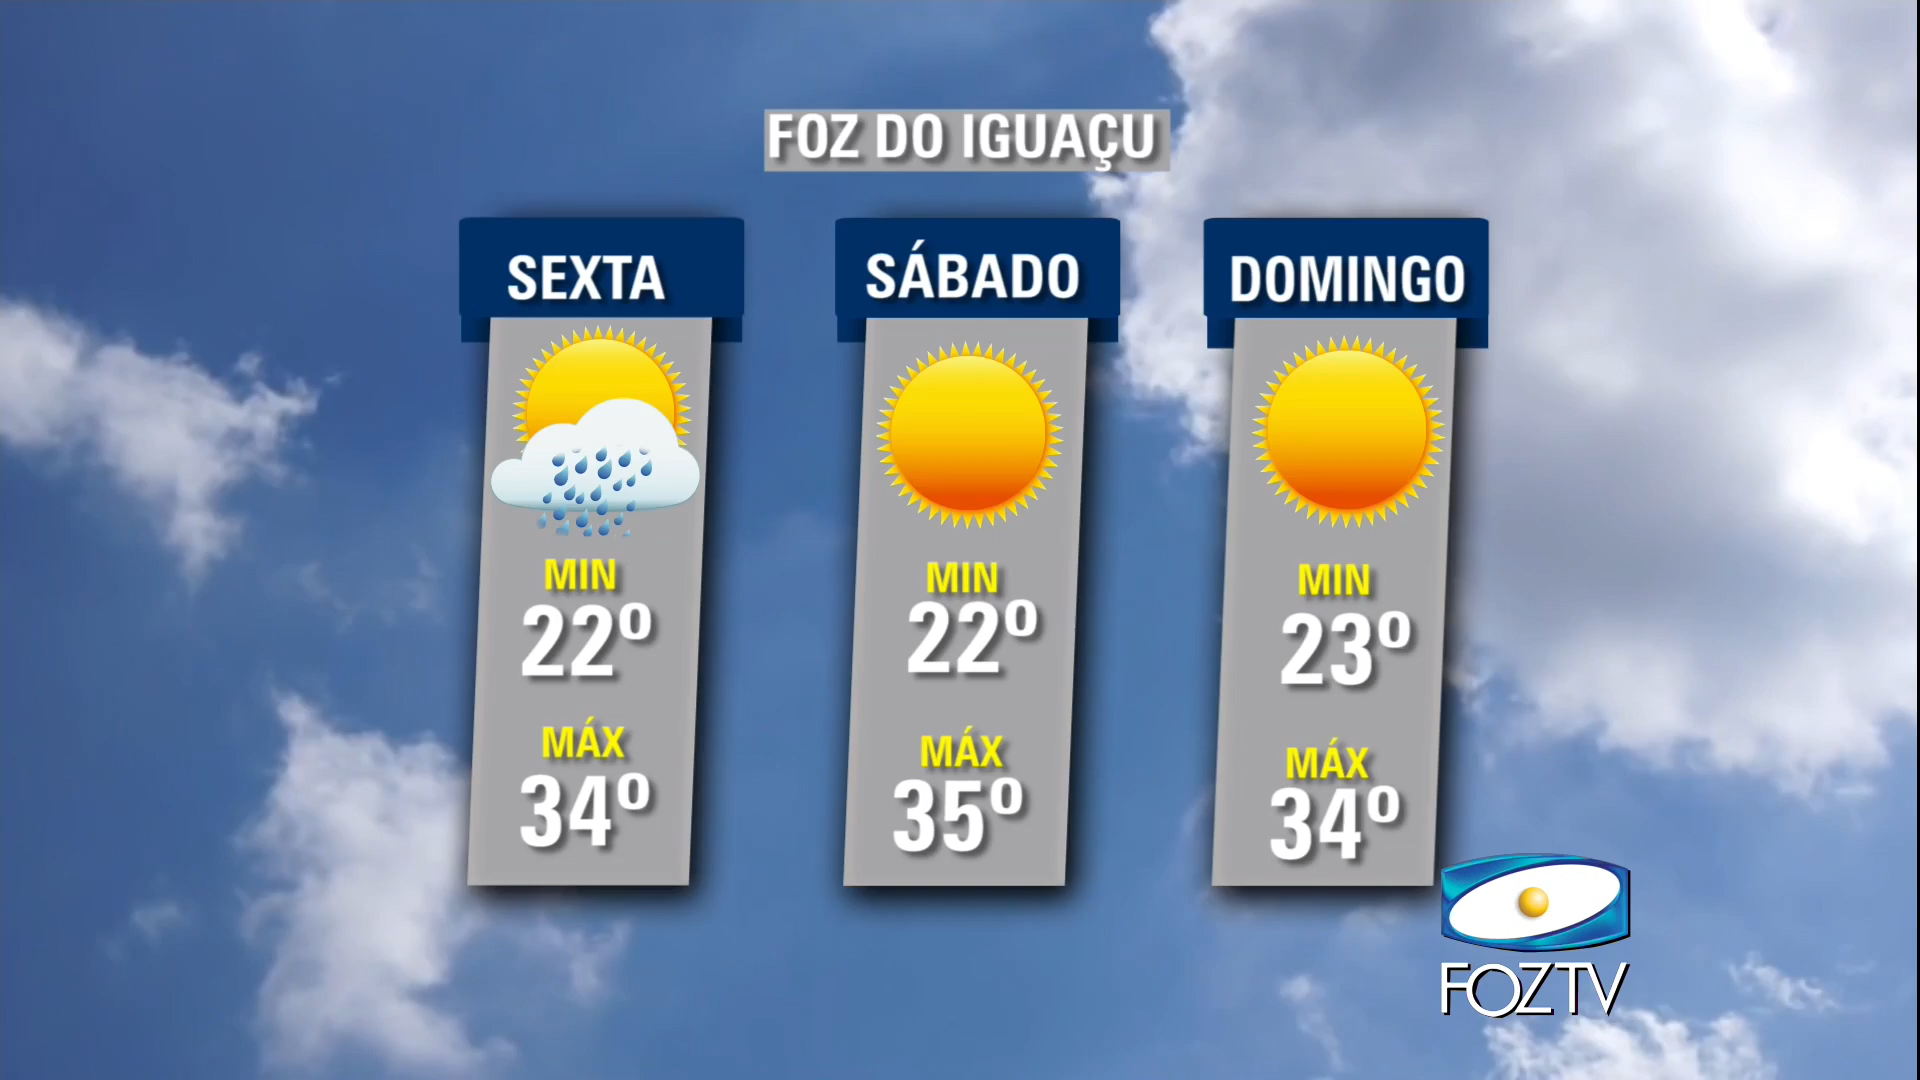 FOZ DO IGUAÇU
SEXTA
MIN
22º
MÁX
34º
SÁBADO
MIN
22º
MÁX
35º
DOMINGO
MIN
23º
MÁX
34º
FOZTV